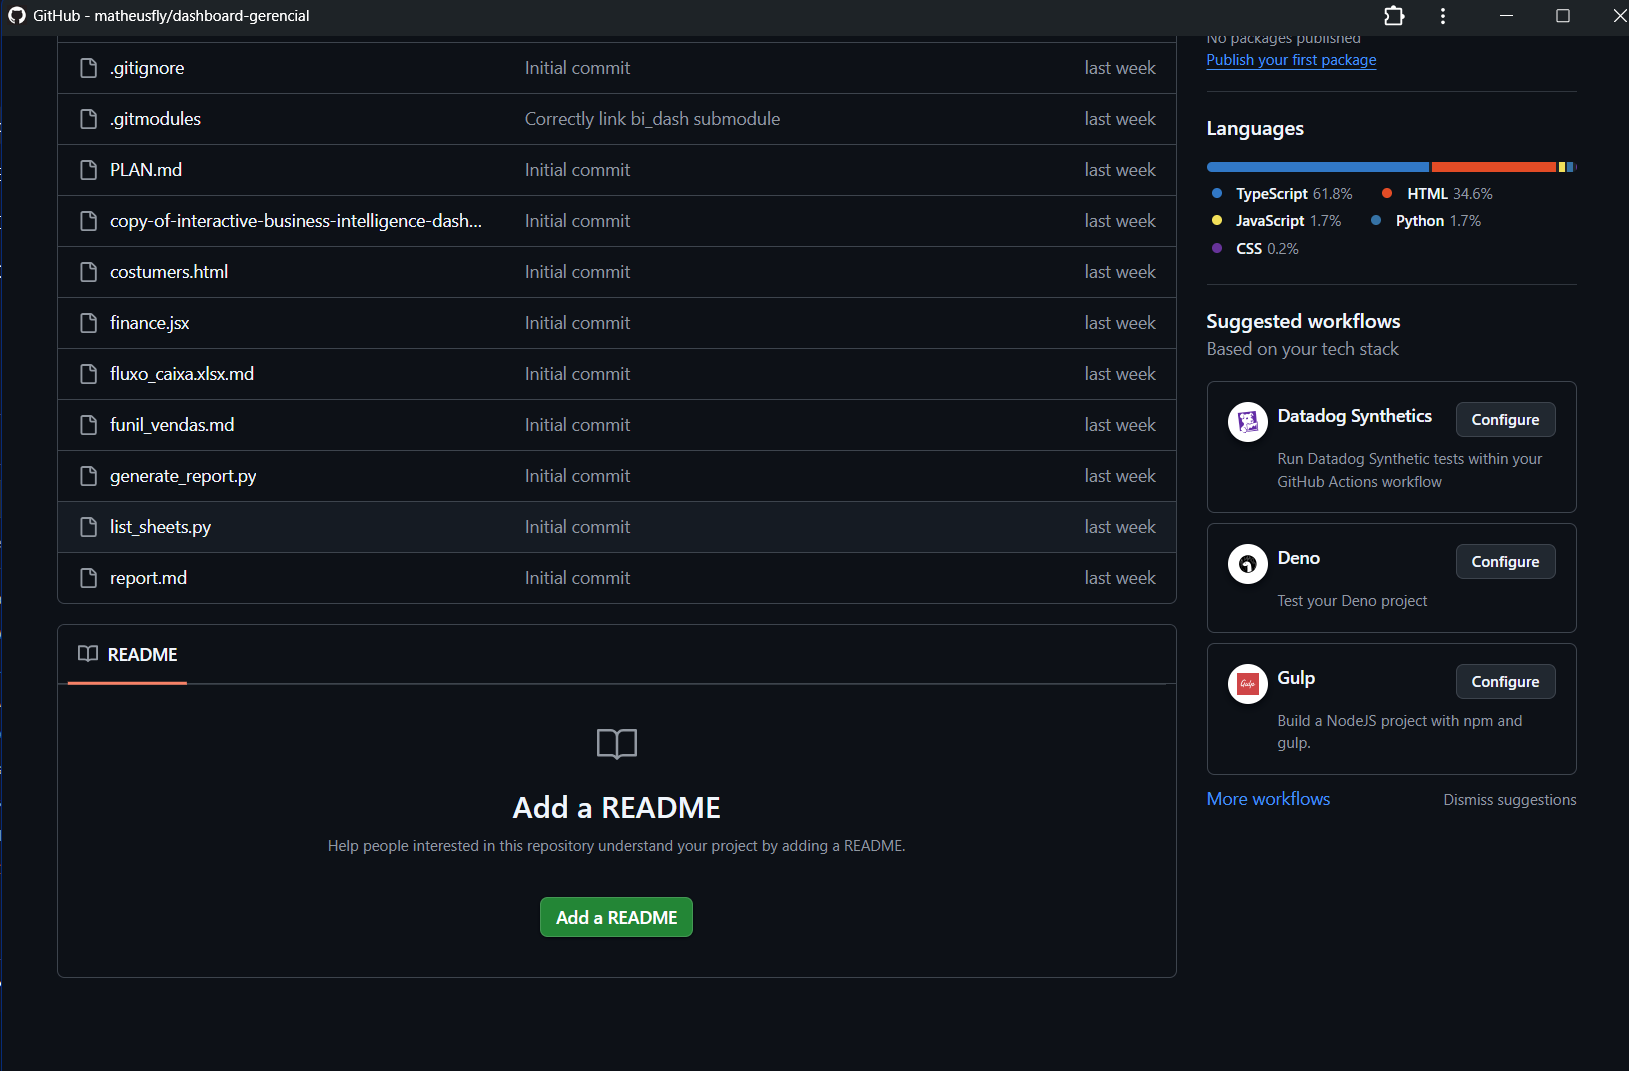 GitHub - matheusfly/dashboard-gerencial
.gitignore Initial commit last week
.gitmodules Correctly link bi_dash submodule last week
PLAN.md Initial commit last week
copy-of-interactive-business-intelligence-dash... Initial commit last week
costumers.html Initial commit last week
finance.jsx Initial commit last week
fluxo_caixa.xlsx.md Initial commit last week
funil_vendas.md Initial commit last week
generate_report.py Initial commit last week
list_sheets.py Initial commit last week
report.md Initial commit last week
README
Add a README
Help people interested in this repository understand your project by adding a README.
Add a README
No packages published
Publish your first package
Languages
TypeScript 61.8% HTML 34.6%
JavaScript 1.7% Python 1.7%
CSS 0.2%
Suggested workflows
Based on your tech stack
Datadog Synthetics Configure
Run Datadog Synthetic tests within your
GitHub Actions workflow
Deno Configure
Test your Deno project
Gulp
Gulp Configure
Build a NodeJS project with npm and
gulp.
More workflows Dismiss suggestions